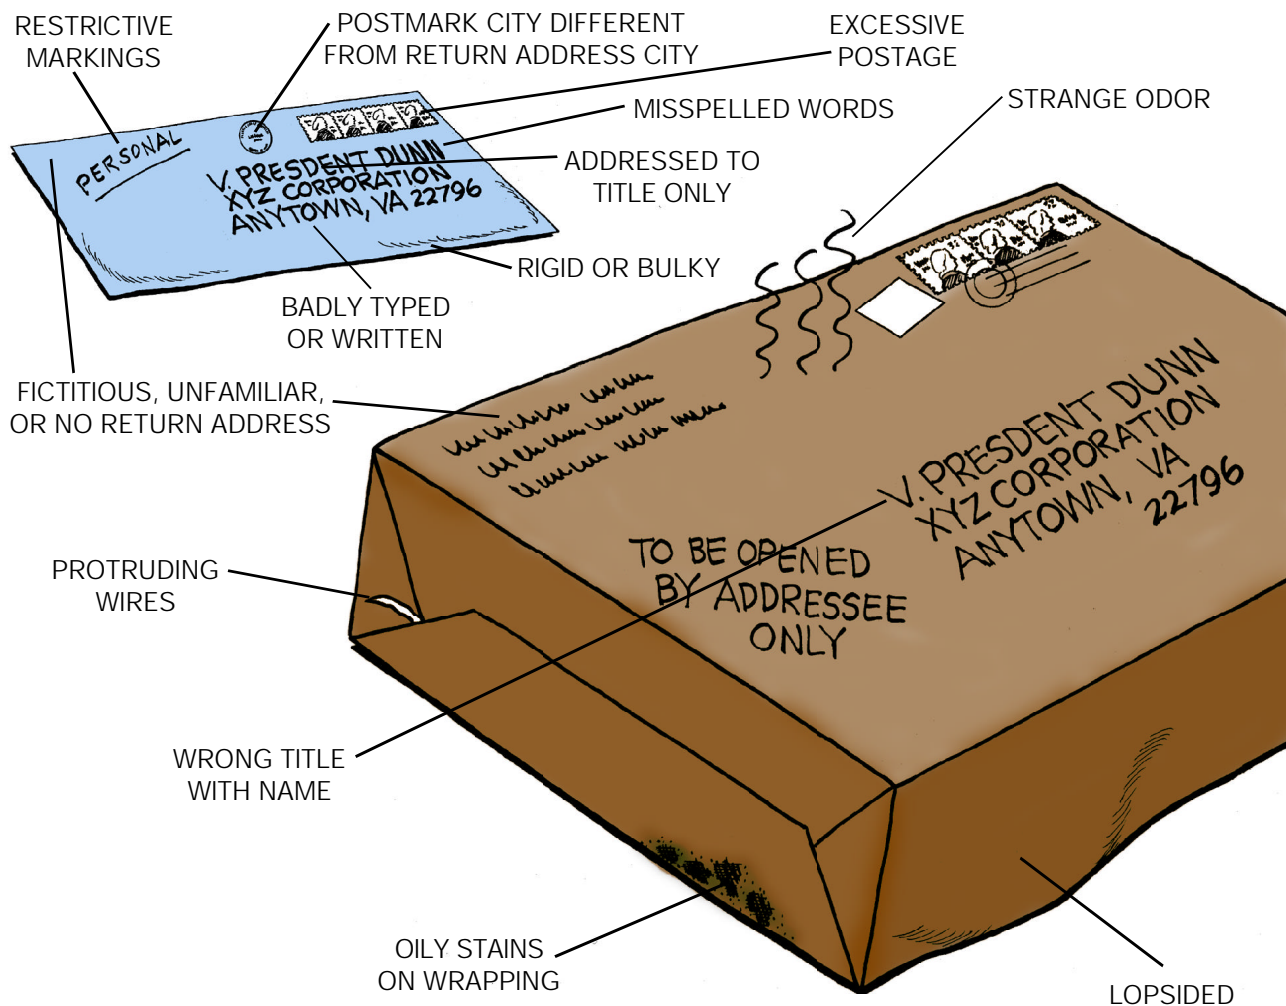 RESTRICTIVE
MARKINGS
POSTMARK CITY DIFFERENT
FROM RETURN ADDRESS CITY
EXCESSIVE
POSTAGE
MISSPELLED WORDS
STRANGE ODOR
ADDRESSED TO
TITLE ONLY
PERSONAL
V. PRESDENT DUNN
XYZ CORPORATION
ANYTOWN, VA 22796
RIGID OR BULKY
BADLY TYPED
OR WRITTEN
FICTITIOUS, UNFAMILIAR,
OR NO RETURN ADDRESS
V. PRESDENT DUNN
XYZ CORPORATION
ANYTOWN, VA
22796
TO BE OPENED
BY ADDRESSEE
ONLY
PROTRUDING
WIRES
WRONG TITLE
WITH NAME
OILY STAINS
ON WRAPPING
LOPSIDED